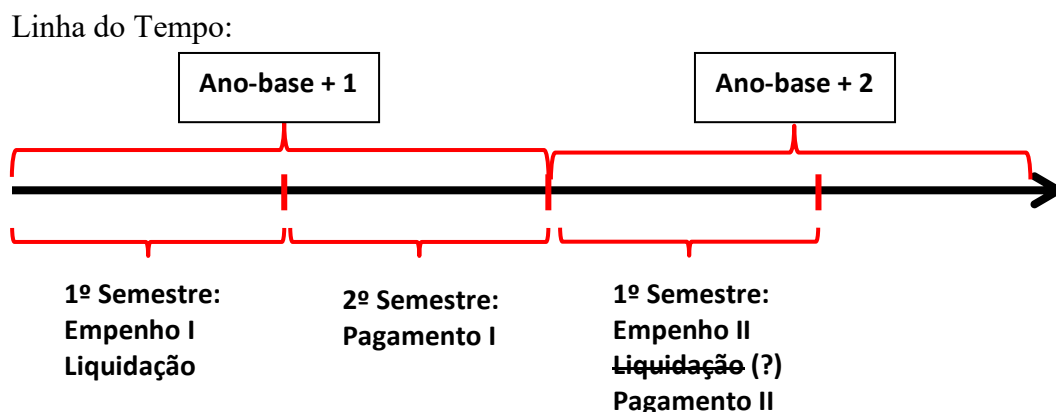 Linha do Tempo:
Ano-base + 1
Ano-base + 2
1º Semestre:
Empenho I
Liquidação
2º Semestre:
Pagamento I
1º Semestre:
Empenho II
Liquidação (?)
Pagamento II